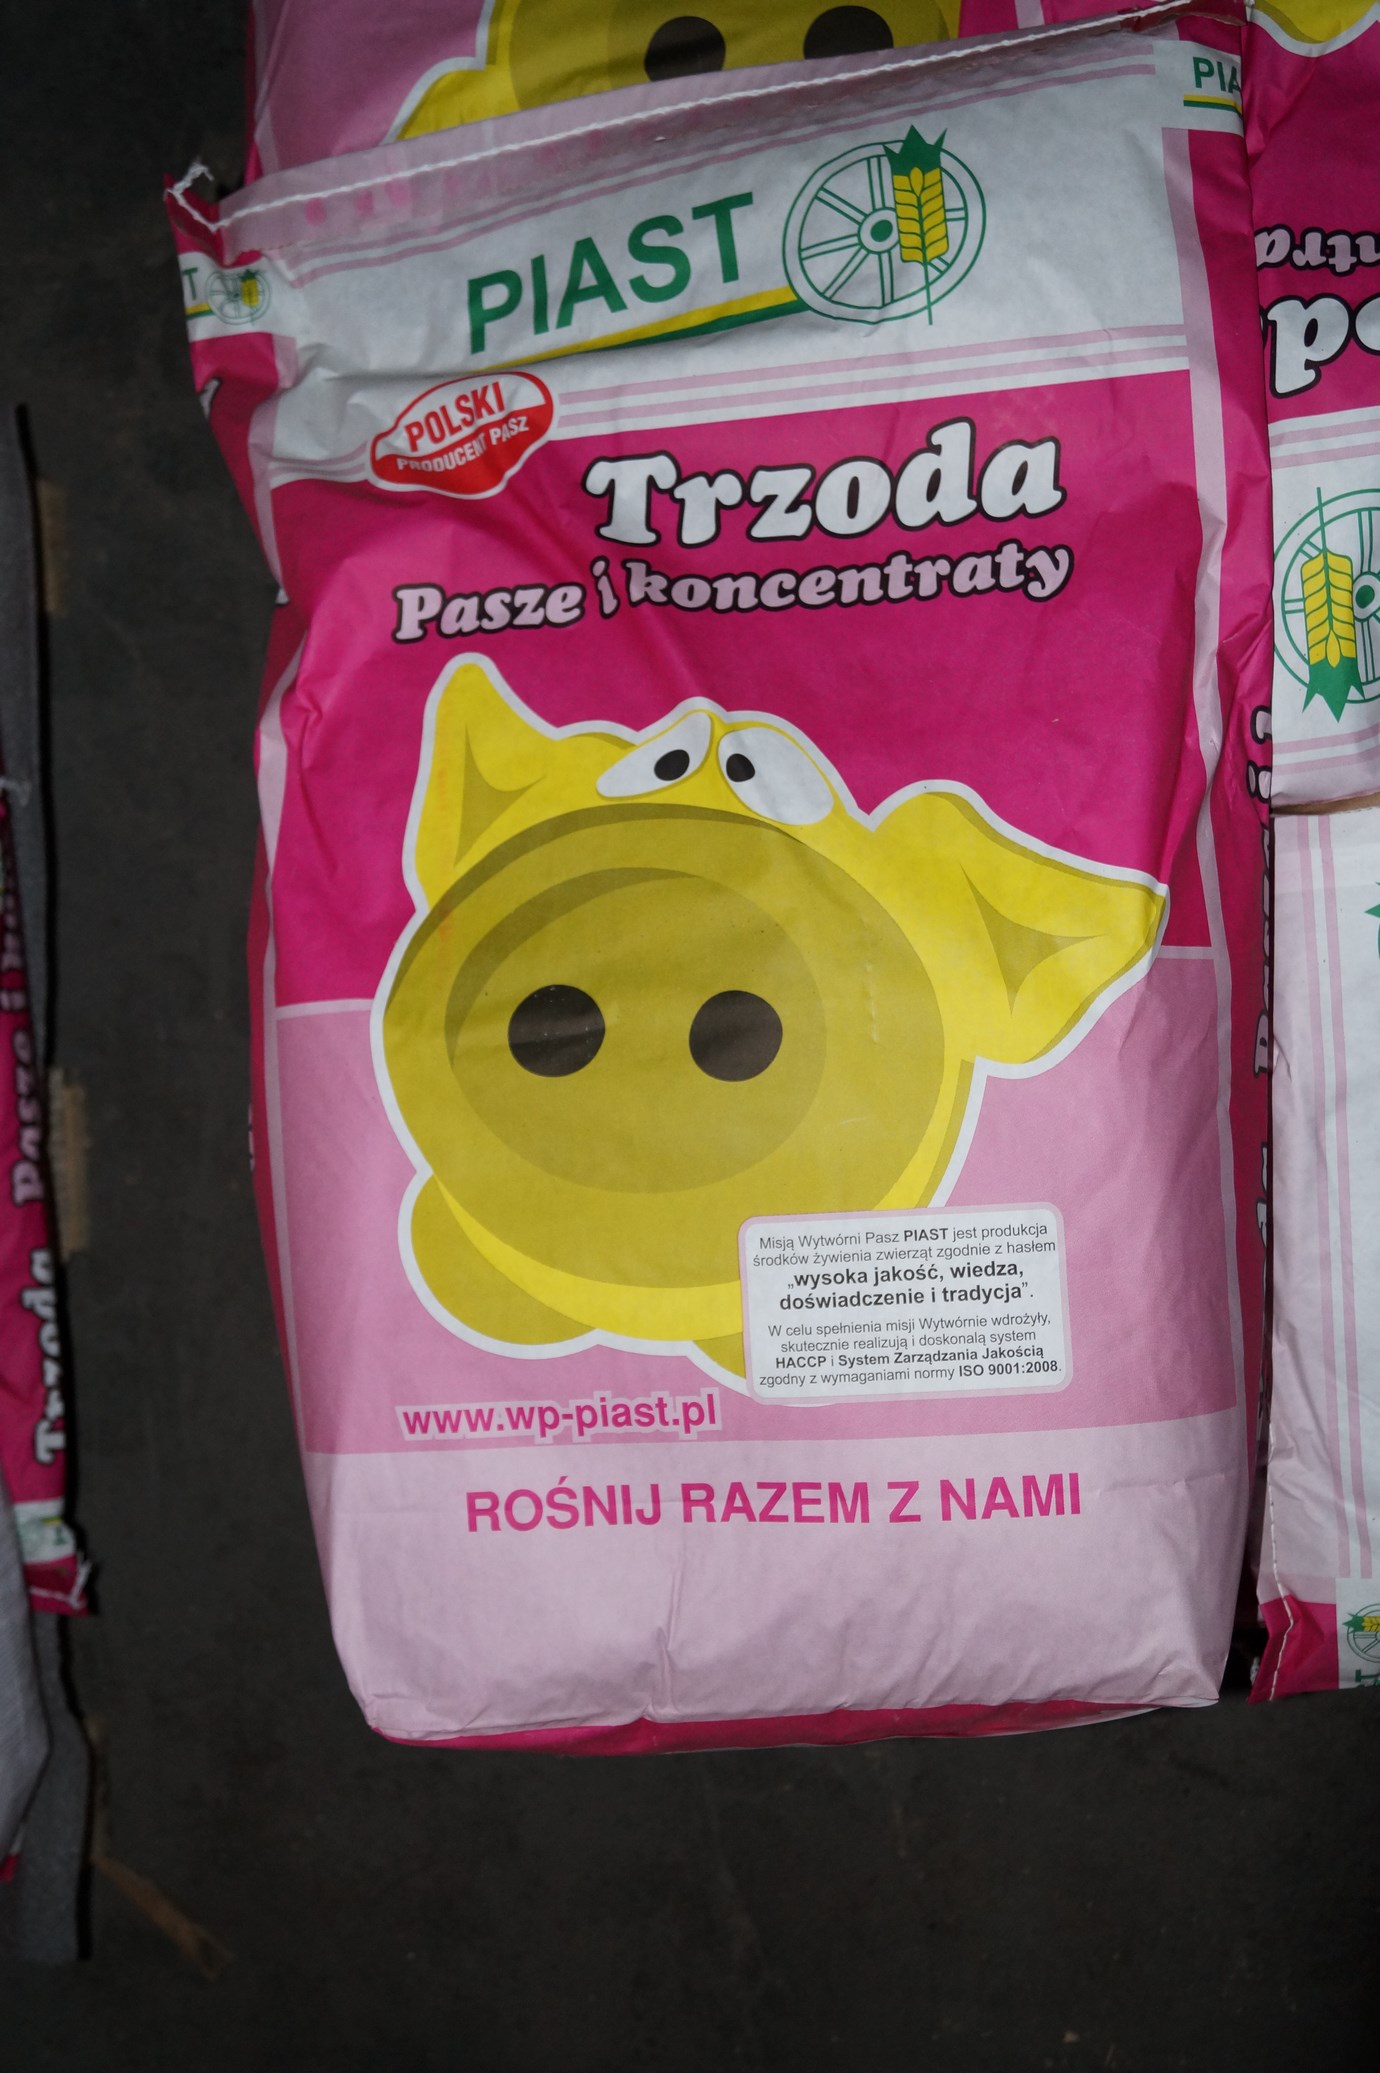 PIAST
POLSKI
PRODUCENT PASZ
Trzoda
Pasze i koncentraty
Misją Wytwórni Pasz PIAST jest produkcja
środków żywienia zwierząt zgodnie z hasłem
„wysoka jakość, wiedza,
doświadczenie i tradycja”.
W celu spełnienia misji Wytwórnie wdrożyły,
skutecznie realizują i doskonalą system
HACCP i System Zarządzania Jakością
zgodny z wymaganiami normy ISO 9001:2008.
www.wp-piast.pl
ROŚNIJ RAZEM Z NAMI
Trzoda
Pasze i